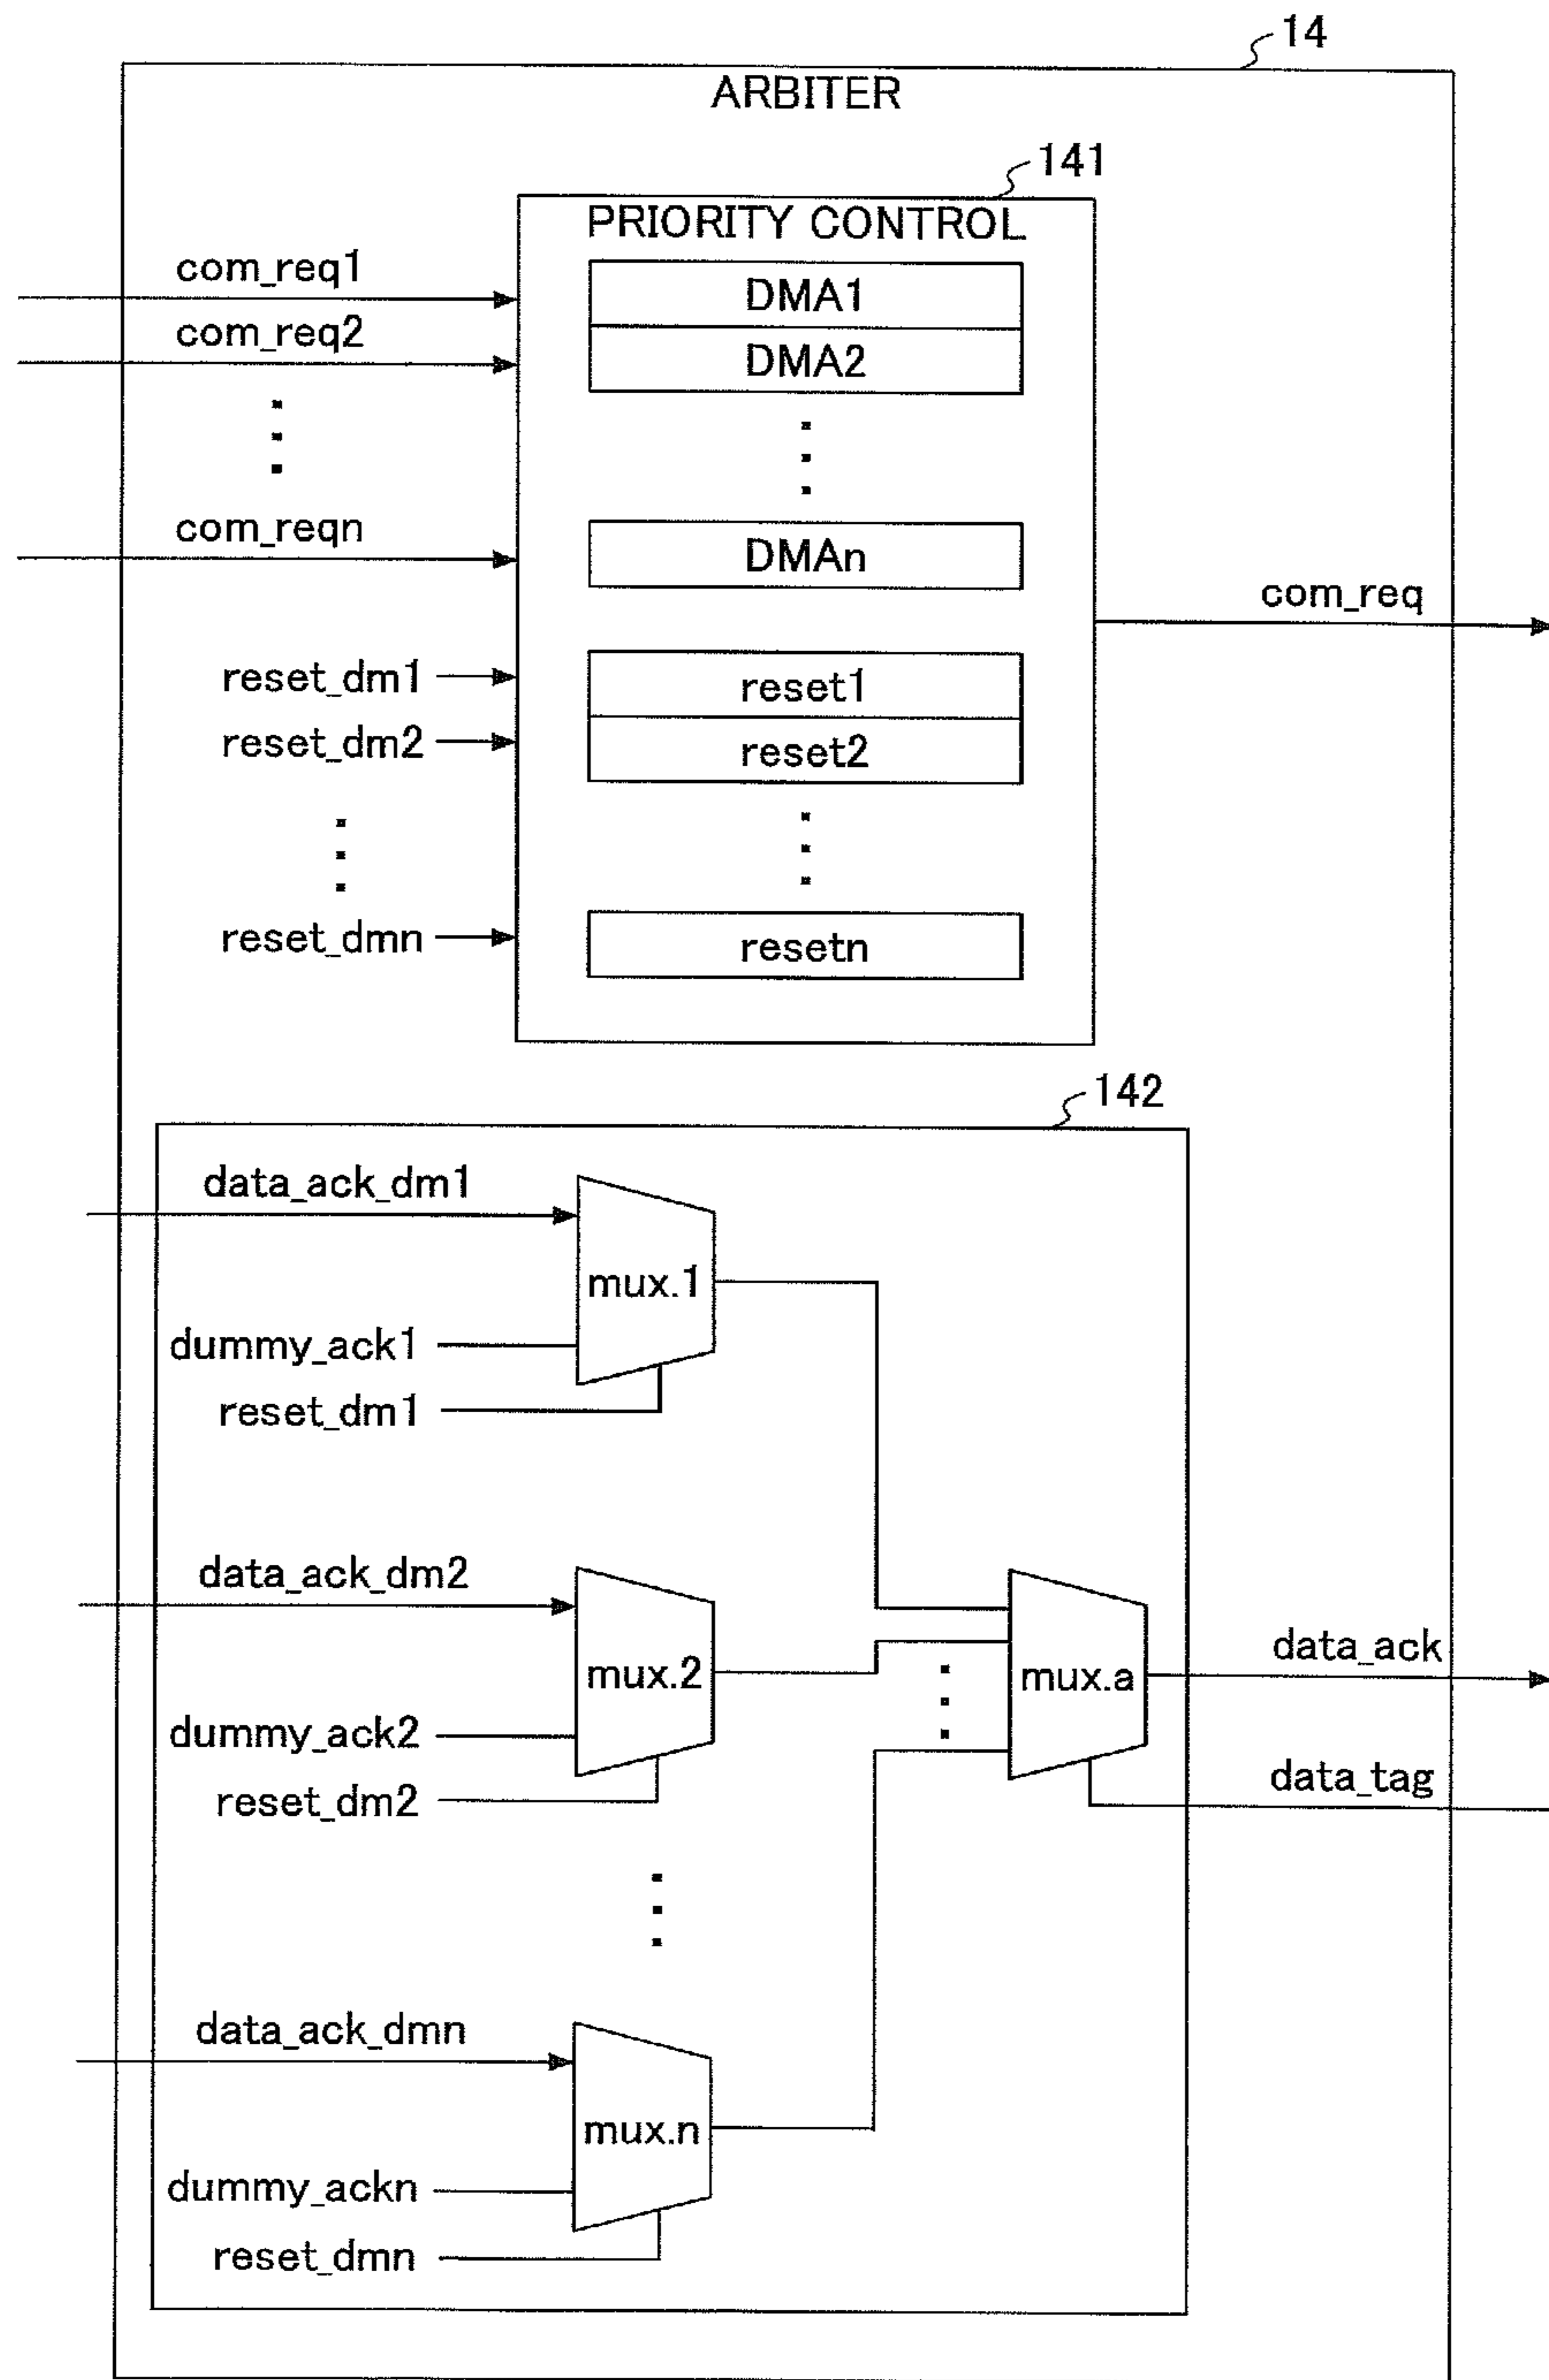 14
ARBITER
141
PRIORITY CONTROL
com_req1
DMA1
com_req2
DMA2
com_reqn
DMAn
com_req
reset_dm1
reset1
reset_dm2
reset2
reset_dmn
resetn
142
data_ack_dm1
mux.1
dummy_ack1
reset_dm1
data_ack_dm2
mux.2
mux.a
data_ack
dummy_ack2
data_tag
reset_dm2
data_ack_dmn
mux.n
dummy_ackn
reset_dmn